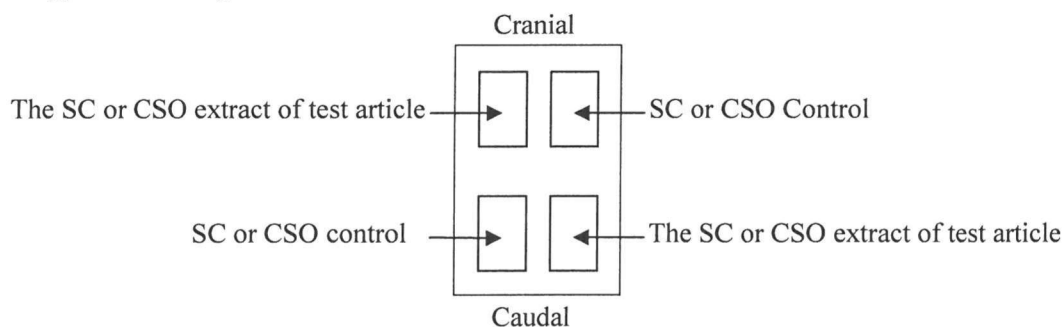 Cranial
The SC or CSO extract of test article
SC or CSO Control
SC or CSO control
The SC or CSO extract of test article
Caudal